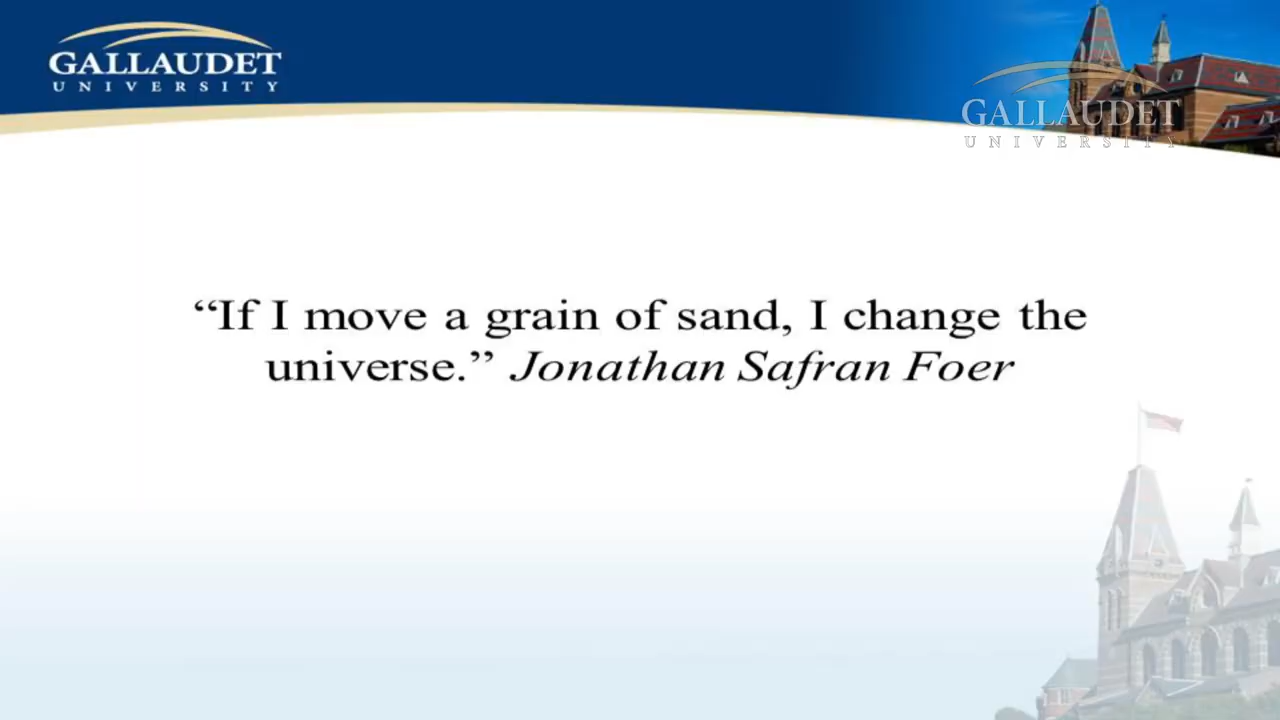 GALLAUDET
UNIVERSITY
GALLAUDET
UNIVERSITY
“If I move a grain of sand, I change the
universe.” Jonathan Safran Foer